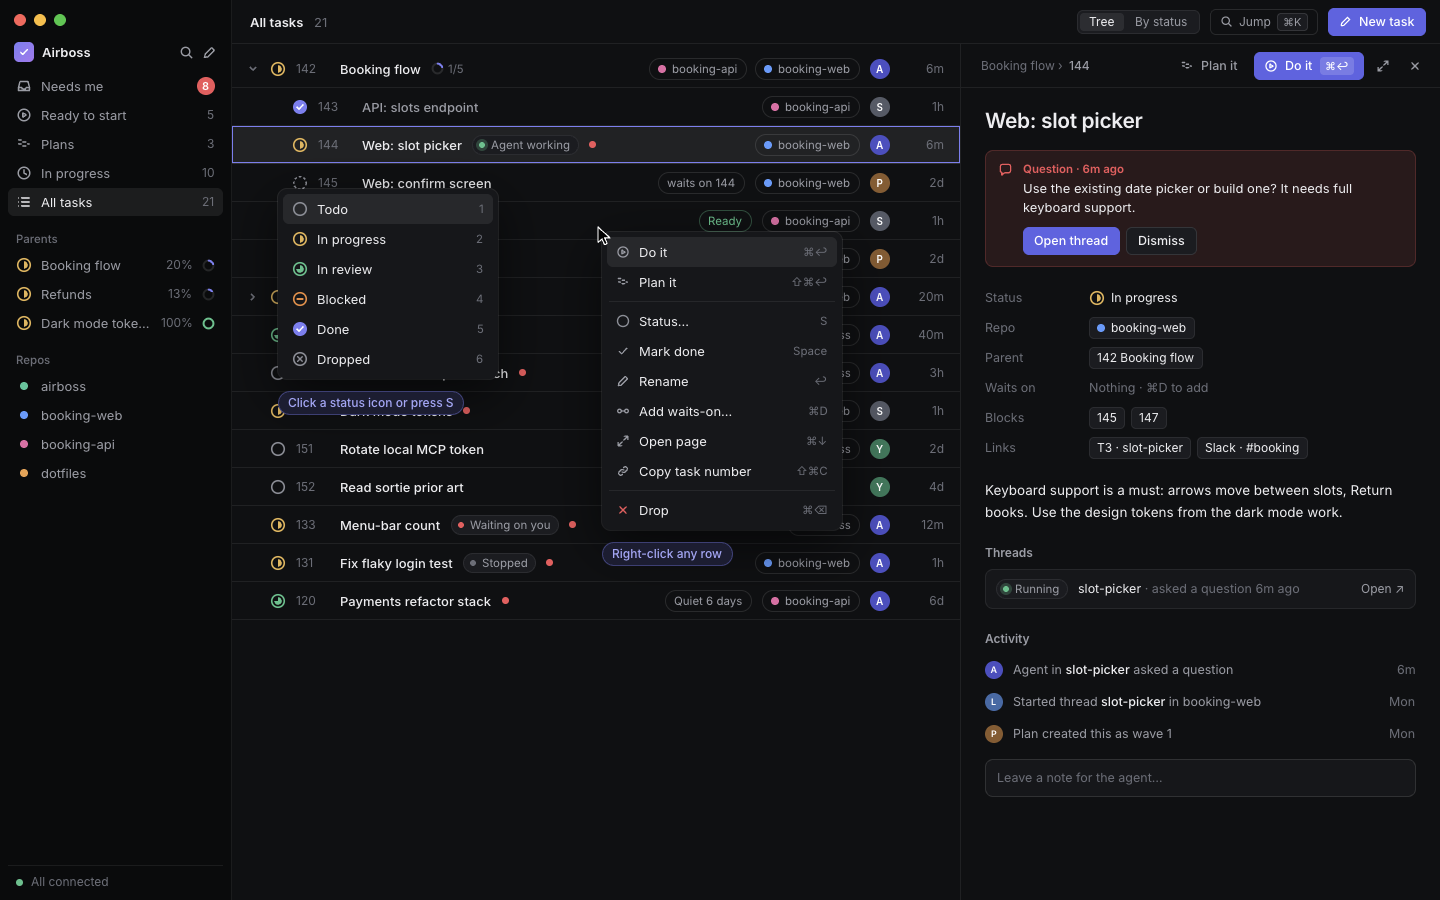 Airboss
Needs me 8
Ready to start 5
Plans 3
In progress 10
All tasks 21
Parents
Booking flow 20%
Refunds 13%
Dark mode toke... 100%
Repos
airboss
booking-web
booking-api
dotfiles
All connected
All tasks 21
Tree By status Jump ⌘K New task
142 Booking flow 1/5 booking-api booking-web A 6m
143 API: slots endpoint booking-api S 1h
144 Web: slot picker Agent working booking-web A 6m
145 Web: confirm screen waits on 144 booking-web P 2d
Ready booking-api S 1h
P 2d
A 20m
A 40m
A 3h
S 1h
151 Rotate local MCP token Y 2d
152 Read sortie prior art Y 4d
133 Menu-bar count Waiting on you A 12m
131 Fix flaky login test Stopped booking-web A 1h
120 Payments refactor stack Quiet 6 days booking-api A 6d
Todo 1
In progress 2
In review 3
Blocked 4
Done 5
Dropped 6
Click a status icon or press S
Do it ⌘↩
Plan it ⇧⌘↩
Status... S
Mark done Space
Rename ↩
Add waits-on... ⌘D
Open page ⌘↓
Copy task number ⇧⌘C
Drop ⌘⌫
Right-click any row
Booking flow › 144 Plan it Do it ⌘↩
Web: slot picker
Question · 6m ago
Use the existing date picker or build one? It needs full
keyboard support.
Open thread Dismiss
Status In progress
Repo booking-web
Parent 142 Booking flow
Waits on Nothing · ⌘D to add
Blocks 145 147
Links T3 · slot-picker Slack · #booking
Keyboard support is a must: arrows move between slots, Return
books. Use the design tokens from the dark mode work.
Threads
Running slot-picker · asked a question 6m ago Open ↗
Activity
A Agent in slot-picker asked a question 6m
L Started thread slot-picker in booking-web Mon
P Plan created this as wave 1 Mon
Leave a note for the agent...